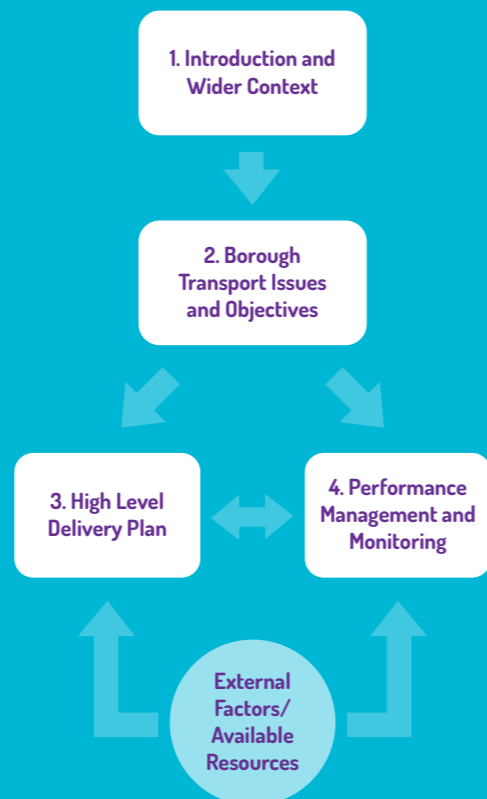 1. Introduction and
Wider Context
2. Borough
Transport Issues
and Objectives
3. High Level
Delivery Plan
4. Performance
Management and
Monitoring
External
Factors/
Available
Resources